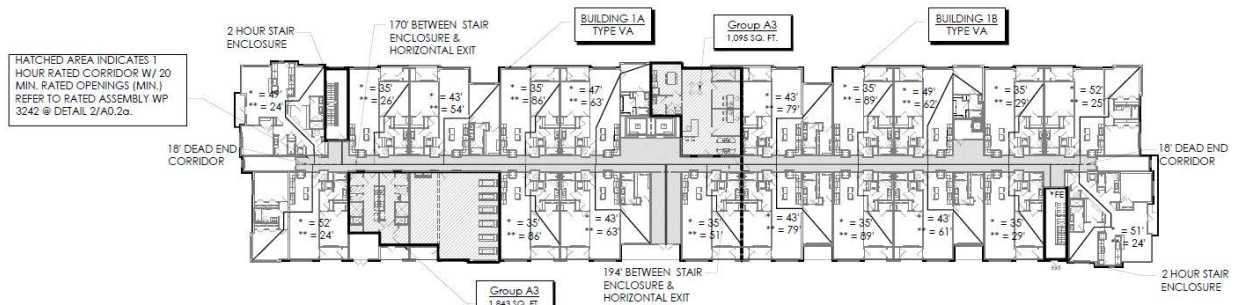 BUILDING 1A
TYPE VA
Group A3
1,095 SQ. FT.
BUILDING 1B
TYPE VA
2 HOUR STAIR
ENCLOSURE
170' BETWEEN STAIR
ENCLOSURE &
HORIZONTAL EXIT
HATCHED AREA INDICATES 1
HOUR RATED CORRIDOR W/ 20
MIN. RATED OPENINGS (MIN.)
REFER TO RATED ASSEMBLY WP
3242 @ DETAIL 2/A0.2a.
* = 49'
** = 24'
* = 35'
** = 26'
* = 43'
** = 54'
* = 35'
** = 86'
* = 47'
** = 63'
* = 43'
** = 79'
* = 35'
** = 89'
* = 49'
** = 62'
* = 35'
** = 29'
* = 52'
** = 25'
18' DEAD END
CORRIDOR
18' DEAD END
CORRIDOR
* = 52'
** = 24'
* = 35'
** = 86'
* = 43'
** = 63'
* = 35'
** = 51'
* = 43'
** = 79'
* = 35'
** = 89'
* = 43'
** = 61'
* = 35'
** = 29'
* FE
* = 51'
** = 24'
EXIT
194' BETWEEN STAIR
ENCLOSURE &
HORIZONTAL EXIT
2 HOUR STAIR
ENCLOSURE
Group A3
1,843 SQ. FT.